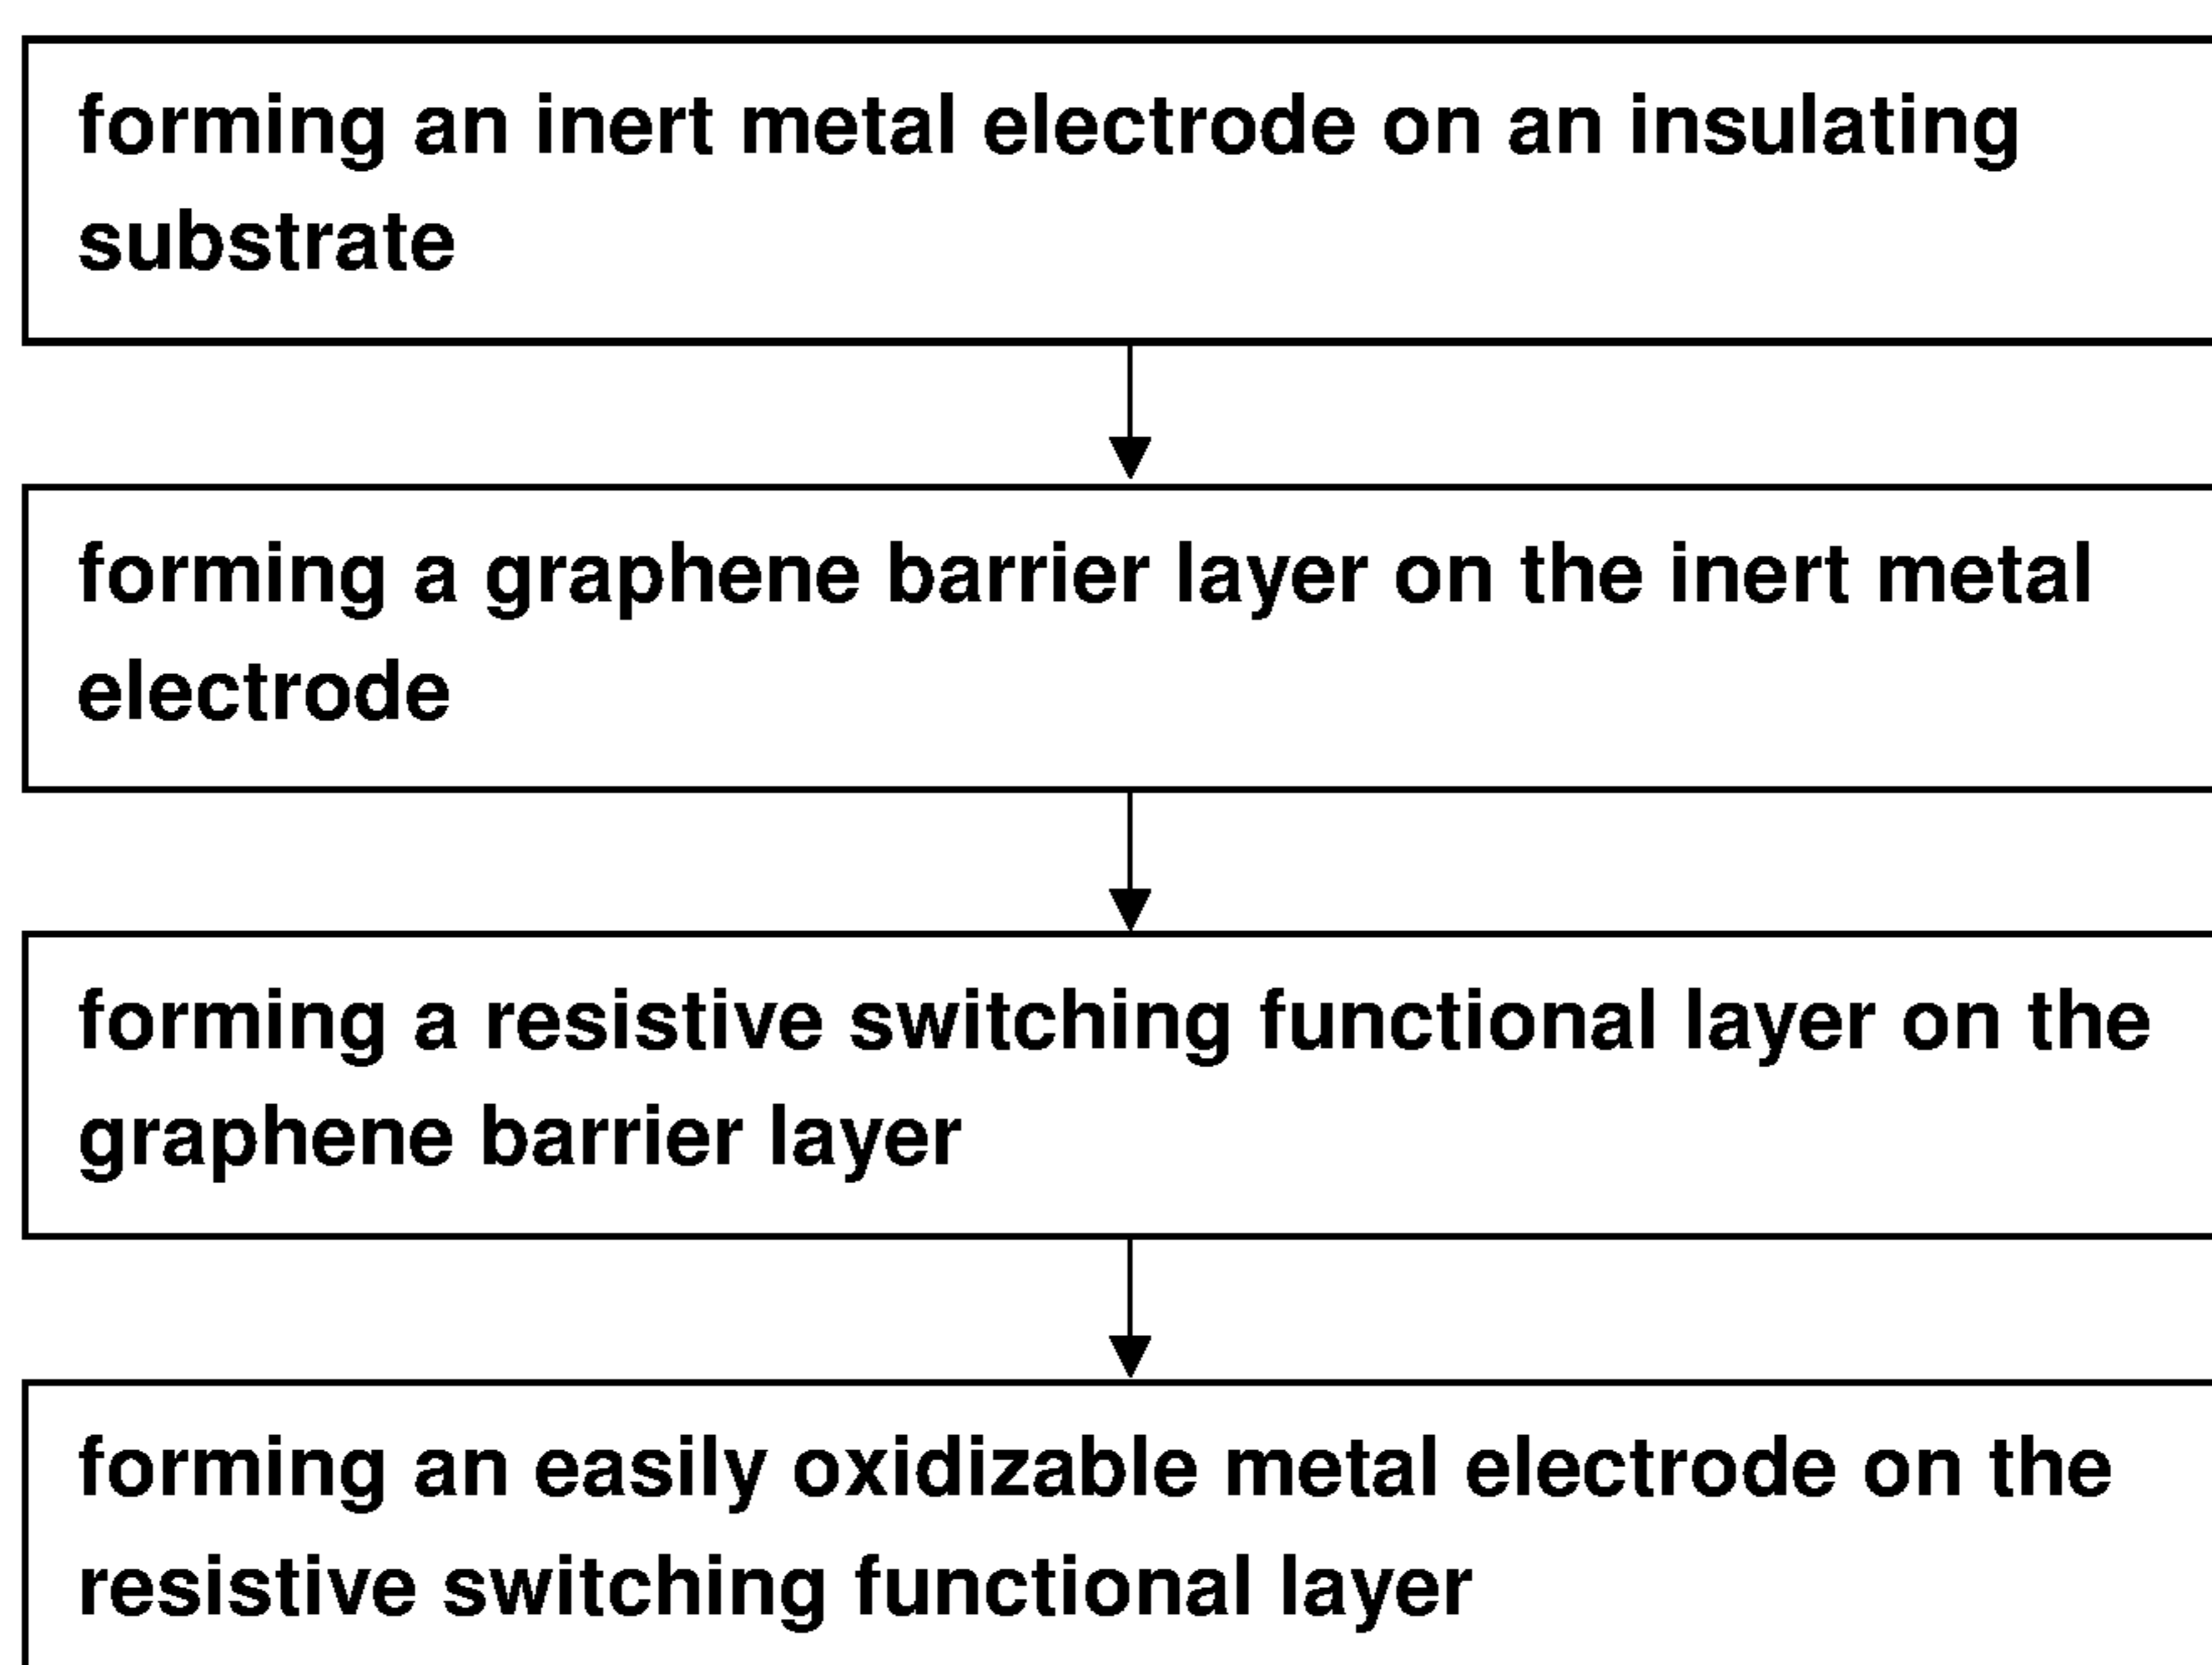 forming an inert metal electrode on an insulating
substrate
forming a graphene barrier layer on the inert metal
electrode
forming a resistive switching functional layer on the
graphene barrier layer
forming an easily oxidizable metal electrode on the
resistive switching functional layer